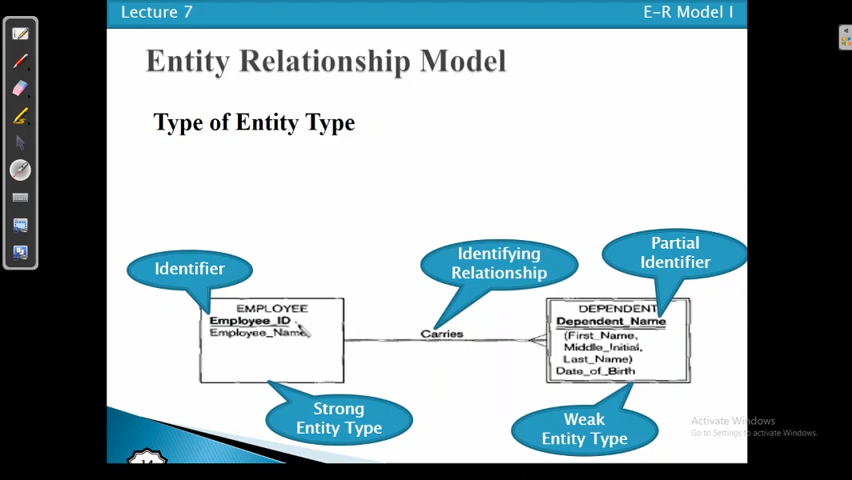 Lecture 7
E-R Model I
Entity Relationship Model
Type of Entity Type
Identifier
Identifying
Relationship
Partial
Identifier
EMPLOYEE
Employee_ID
Employee_Name
Carries
DEPENDENT
Dependent_Name
(First_Name,
Middle_Initial,
Last_Name)
Date_of_Birth
Strong
Entity Type
Weak
Entity Type
Activate Windows
Go to Settings to activate Windows.